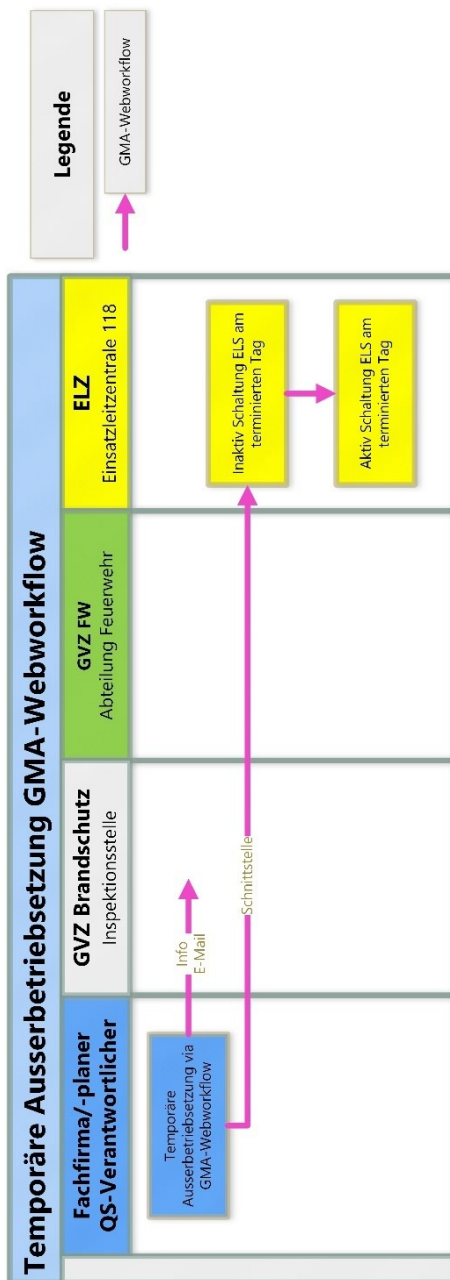 Temporäre Ausserbetriebsetzung GMA-Webworkflow
Fachfirma/-planer
QS-Verantwortlicher
GVZ Brandschutz
Inspektionsstelle
GVZ FW
Abteilung Feuerwehr
ELZ
Einsatzleitzentrale 118
Temporäre
Ausserbetriebsetzung via
GMA-Webworkflow
Info
E-Mail
Schnittstelle
Inaktiv Schaltung ELS am
terminierten Tag
Aktiv Schaltung ELS am
terminierten Tag
Legende
GMA-Webworkflow